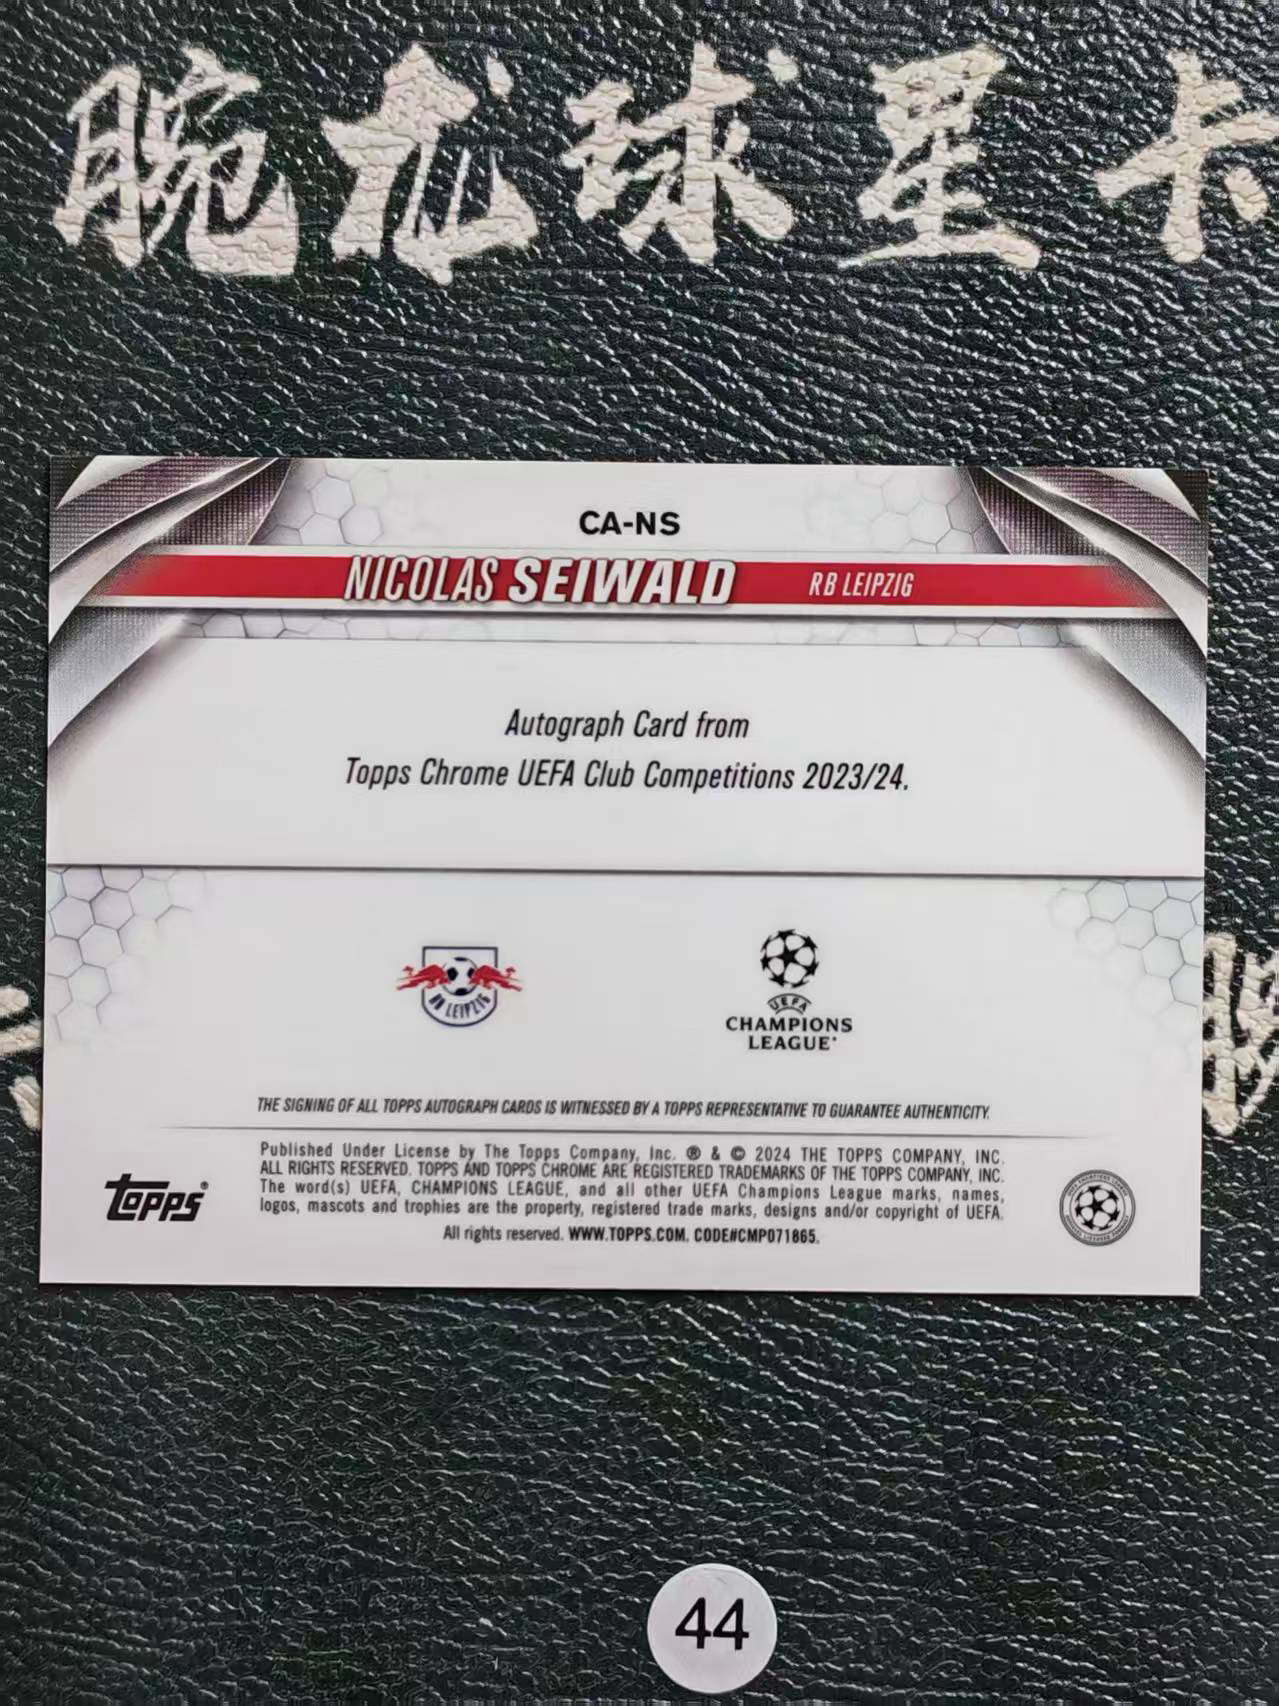 腕亿球星卡
CA-NS
NICOLAS SEIWALD RB LEIPZIG
Autograph Card from
Topps Chrome UEFA Club Competitions 2023/24.
RB LEIPZIG
UEFA
CHAMPIONS
LEAGUE®
THE SIGNING OF ALL TOPPS AUTOGRAPH CARDS IS WITNESSED BY A TOPPS REPRESENTATIVE TO GUARANTEE AUTHENTICITY.
Published Under License by The Topps Company, Inc. ® & © 2024 THE TOPPS COMPANY, INC.
ALL RIGHTS RESERVED. TOPPS AND TOPPS CHROME ARE REGISTERED TRADEMARKS OF THE TOPPS COMPANY, INC.
The word(s) UEFA, CHAMPIONS LEAGUE, and all other UEFA Champions League marks, names,
logos, mascots and trophies are the property, registered trade marks, designs and/or copyright of UEFA.
All rights reserved. WWW.TOPPS.COM. CODE#CMP071865.
TOPPS®
44